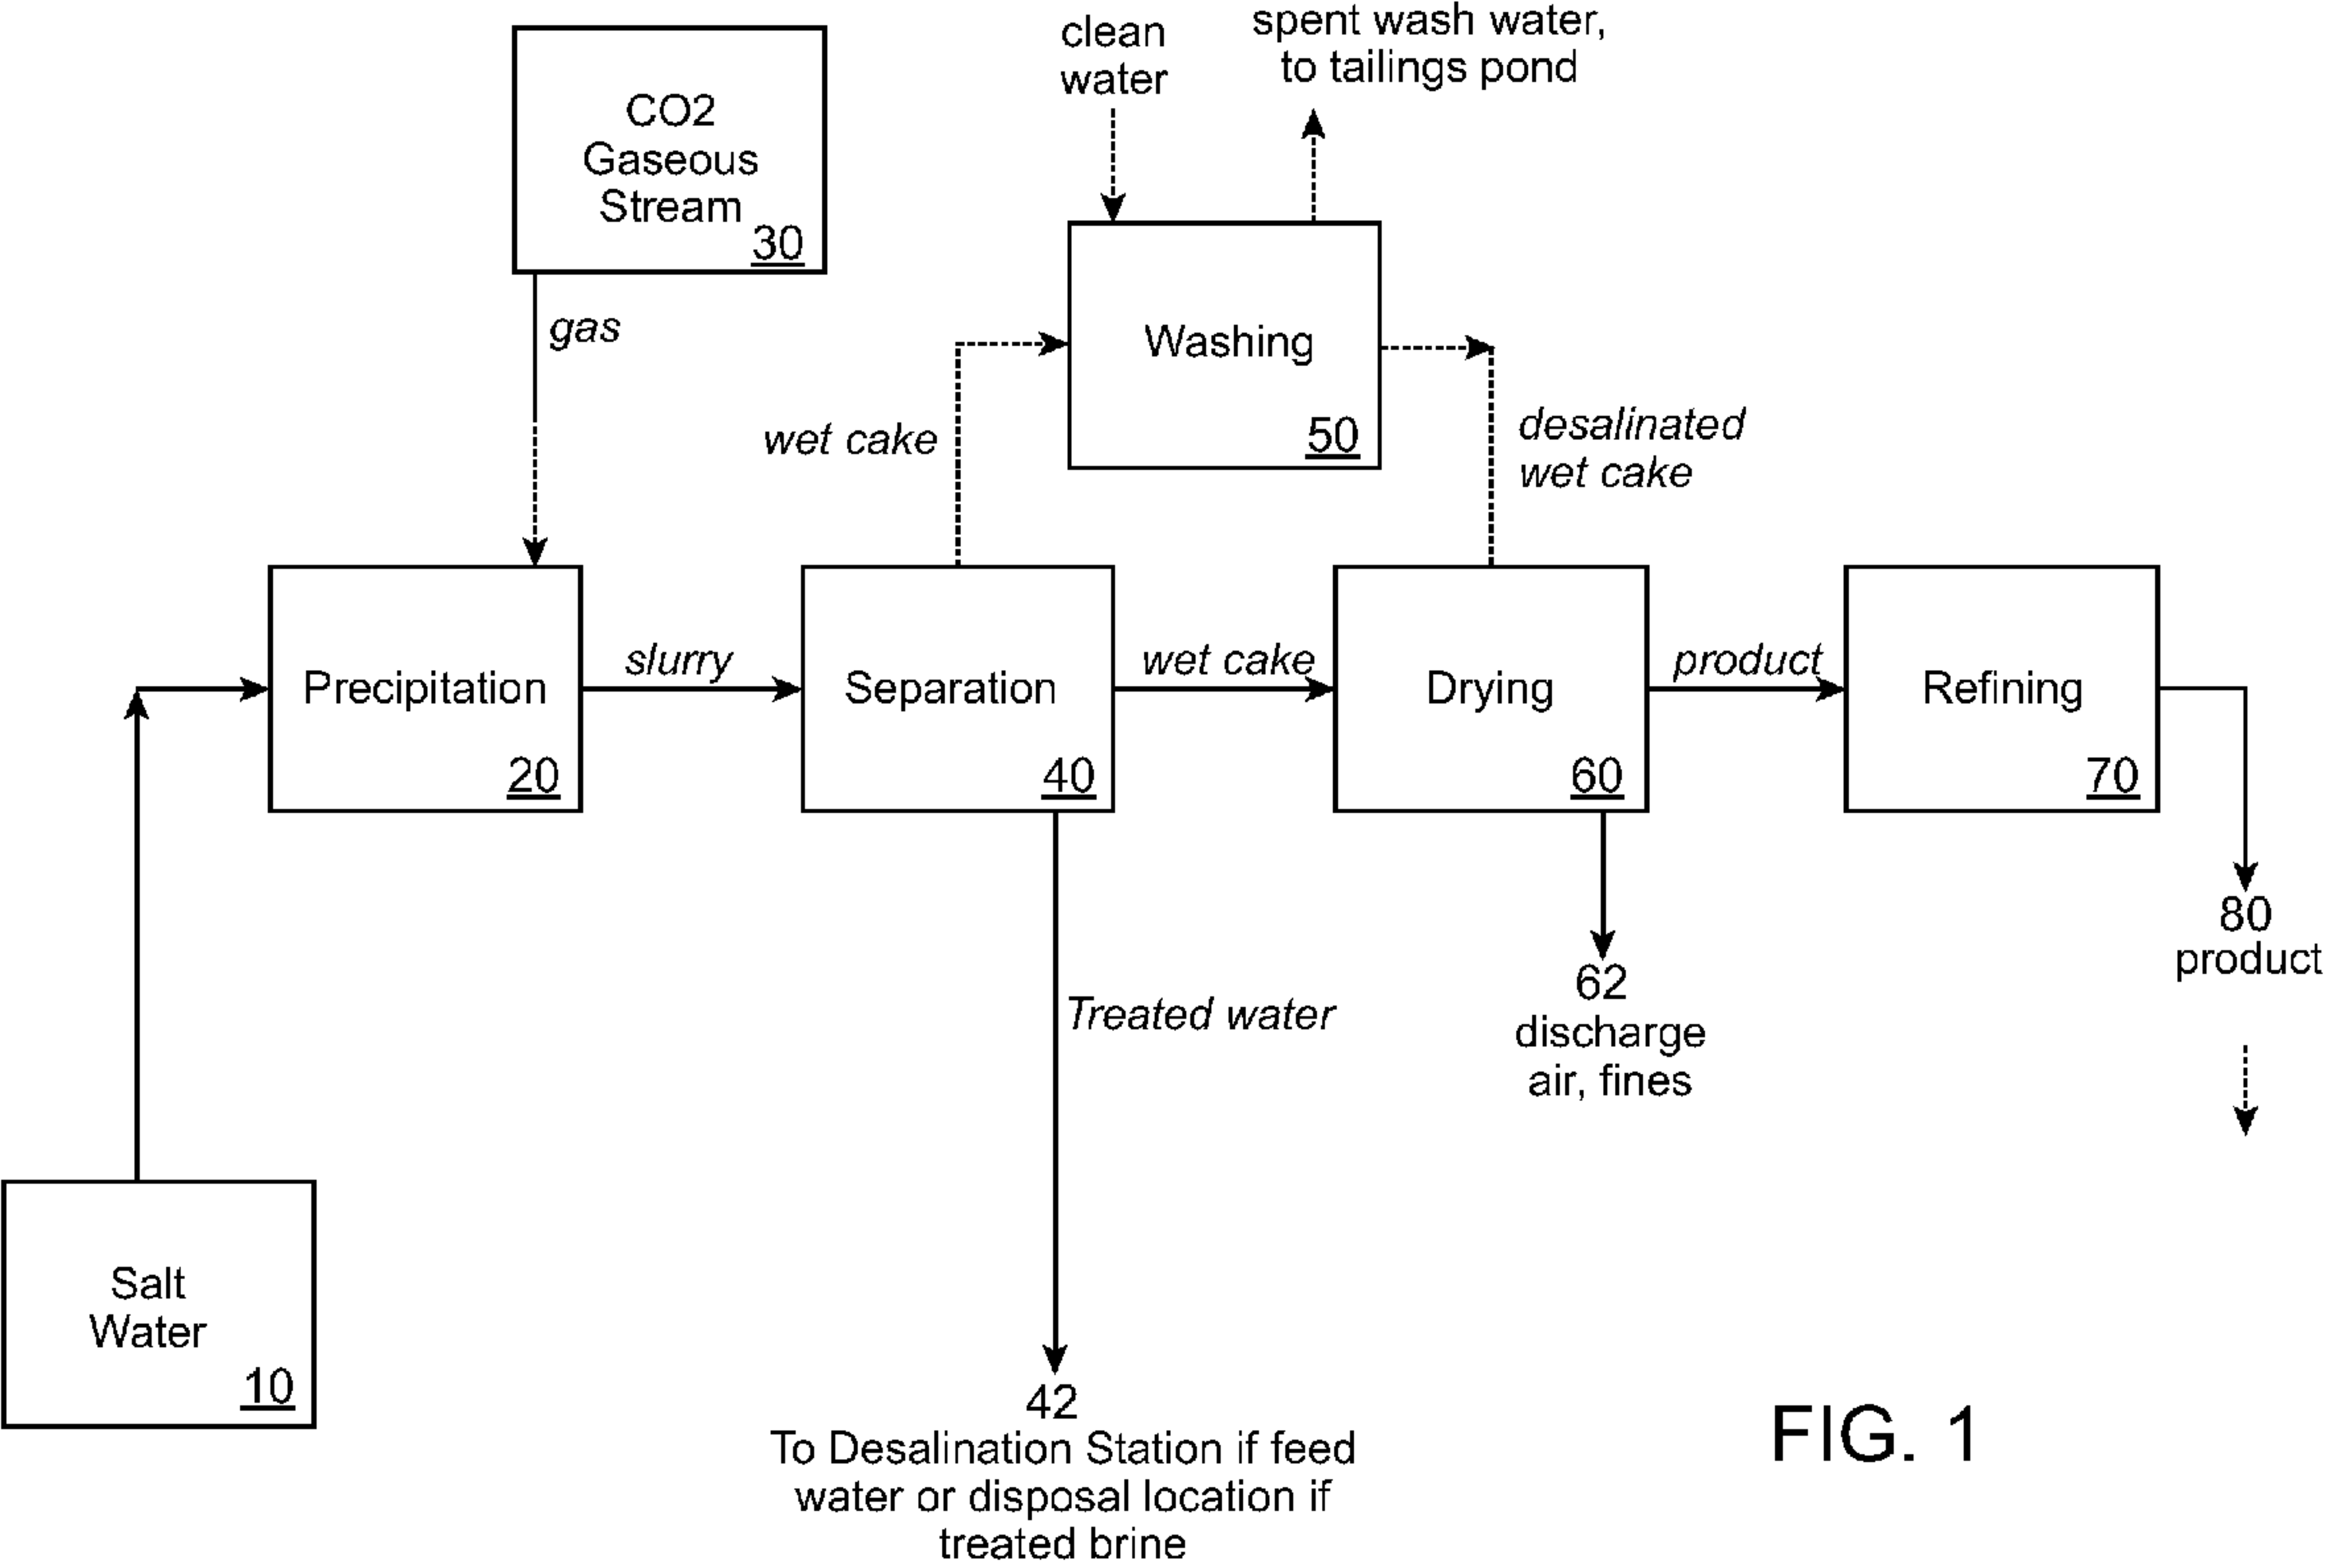 CO2
Gaseous
Stream
30
clean
water
spent wash water,
to tailings pond
gas
Washing
50
wet cake
desalinated
wet cake
Precipitation
20
slurry
Separation
40
wet cake
Drying
60
product
Refining
70
Treated water
62
discharge
air, fines
80
product
Salt
Water
10
42
To Desalination Station if feed
water or disposal location if
treated brine
FIG. 1